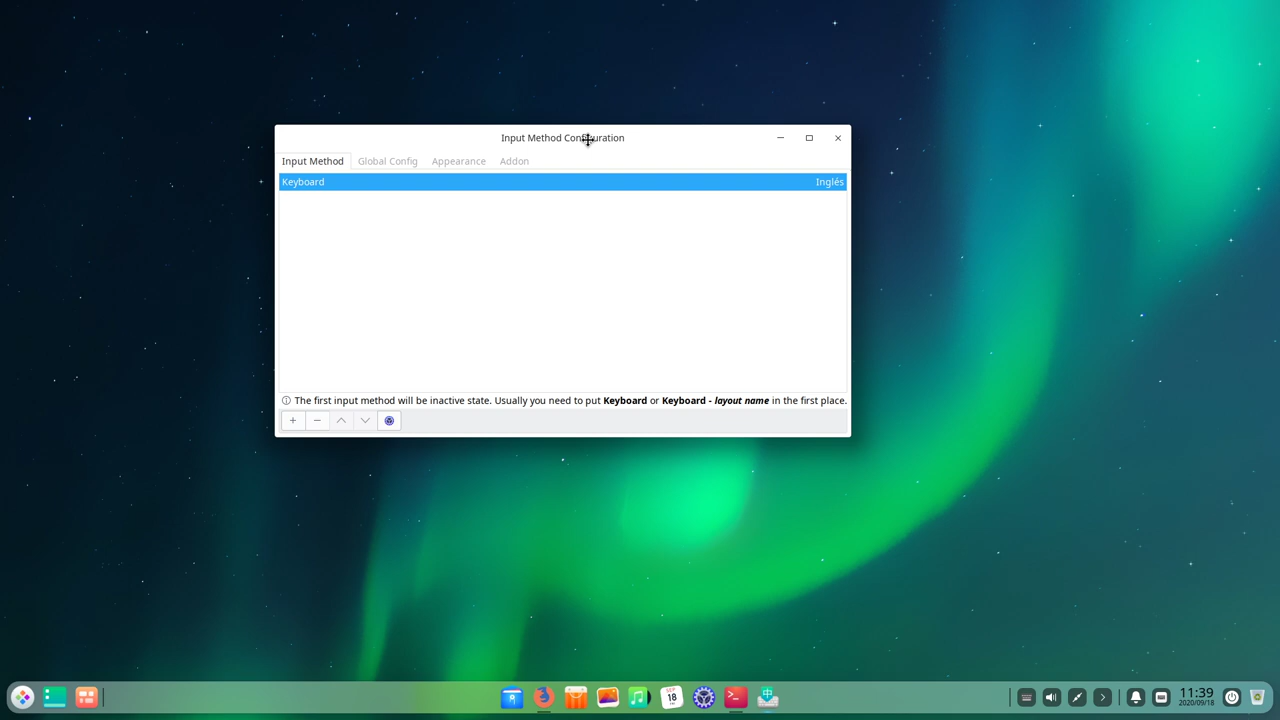 Input Method Configuration
Input Method Global Config Appearance Addon
Keyboard Inglés
The first input method will be inactive state. Usually you need to put Keyboard or Keyboard - layout name in the first place.
SEP
18
11:39
2020/09/18